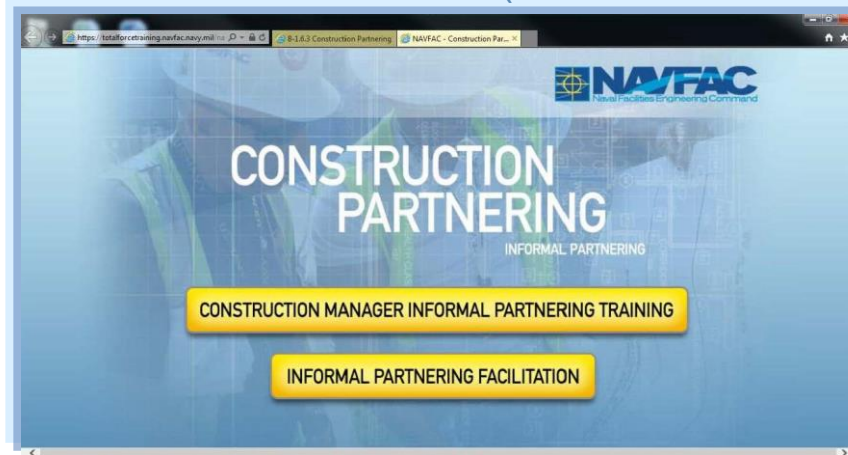 https://totalforcetraining.navfac.navy.mil
8-1.6.3 Construction Partnering
NAVFAC - Construction Par...
NAVFAC
Naval Facilities Engineering Command
CONSTRUCTION
PARTNERING
INFORMAL PARTNERING
CONSTRUCTION MANAGER INFORMAL PARTNERING TRAINING
INFORMAL PARTNERING FACILITATION